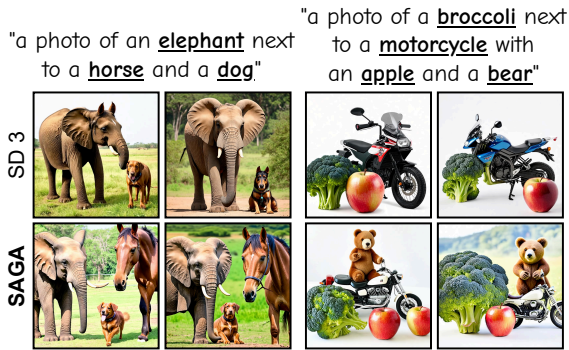 "a photo of an elephant next
to a horse and a dog"
"a photo of a broccoli next
to a motorcycle with
an apple and a bear"
SD 3
SAGA